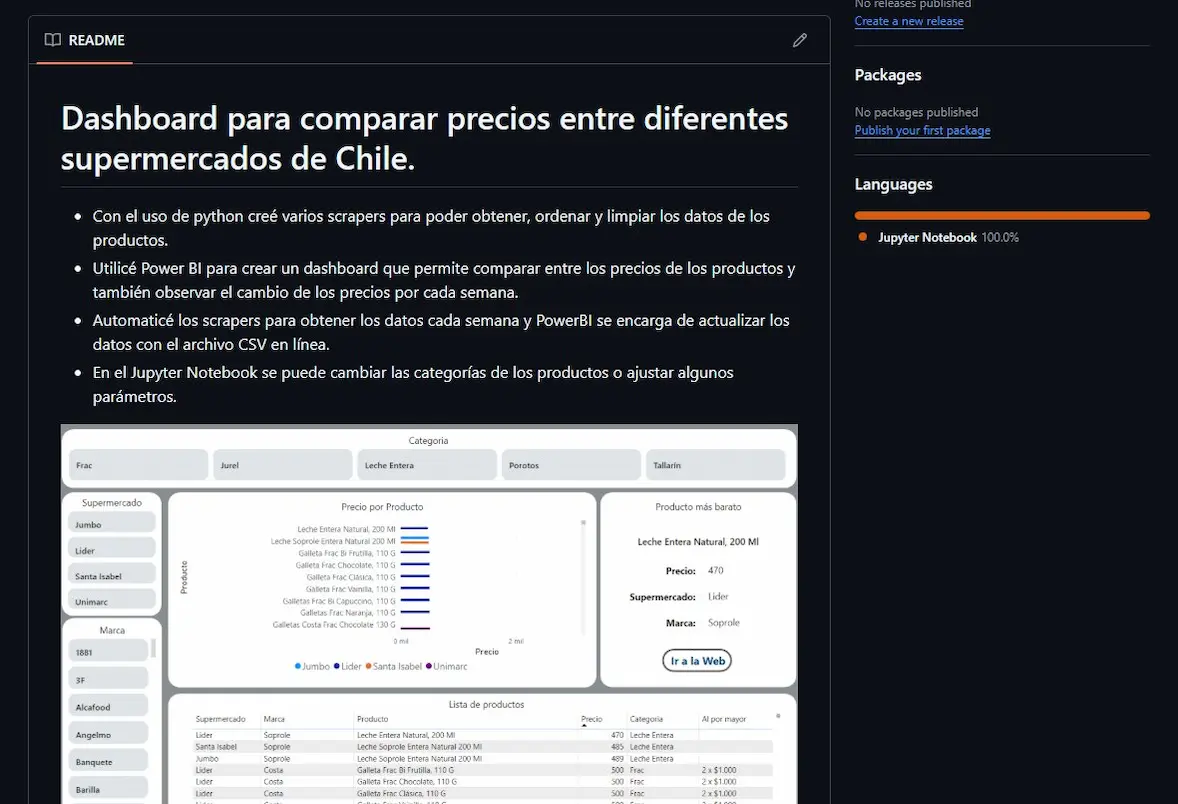 README
Dashboard para comparar precios entre diferentes
supermercados de Chile.
Con el uso de python creé varios scrapers para poder obtener, ordenar y limpiar los datos de los
productos.
Utilicé Power BI para crear un dashboard que permite comparar entre los precios de los productos y
también observar el cambio de los precios por cada semana.
Automaticé los scrapers para obtener los datos cada semana y PowerBI se encarga de actualizar los
datos con el archivo CSV en línea.
En el Jupyter Notebook se puede cambiar las categorías de los productos o ajustar algunos
parámetros.
Categoria
Frac
Jurel
Leche Entera
Porotos
Tallarin
Supermercado
Jumbo
Lider
Santa Isabel
Unimarc
Marca
1881
3F
Alcafood
Angelmo
Banquete
Barilla
Precio por Producto
Producto
Leche Entera Natural, 200 Ml
Leche Soprole Entera Natural 200 Ml
Galleta Frac Bi Frutilla, 110 G
Galleta Frac Chocolate, 110 G
Galleta Frac Clásica, 110 G
Galleta Frac Vainilla, 110 G
Galletas Frac Bi Capuccino, 110 G
Galletas Frac Naranja, 110 G
Galletas Costa Frac Chocolate 130 G
0 mil 2 mil
Precio
Jumbo Lider Santa Isabel Unimarc
Producto más barato
Leche Entera Natural, 200 Ml
Precio: 470
Supermercado: Lider
Marca: Soprole
Ir a la Web
Lista de productos
Supermercado Marca Producto Precio Categoria Al por mayor
Lider Soprole Leche Entera Natural, 200 Ml 470 Leche Entera
Santa Isabel Soprole Leche Soprole Entera Natural 200 Ml 485 Leche Entera
Jumbo Soprole Leche Soprole Entera Natural 200 Ml 489 Leche Entera
Lider Costa Galleta Frac Bi Frutilla, 110 G 500 Frac 2 x $1.000
Lider Costa Galleta Frac Chocolate, 110 G 500 Frac 2 x $1.000
Lider Costa Galleta Frac Clásica, 110 G 500 Frac 2 x $1.000
No releases published
Create a new release
Packages
No packages published
Publish your first package
Languages
Jupyter Notebook 100.0%